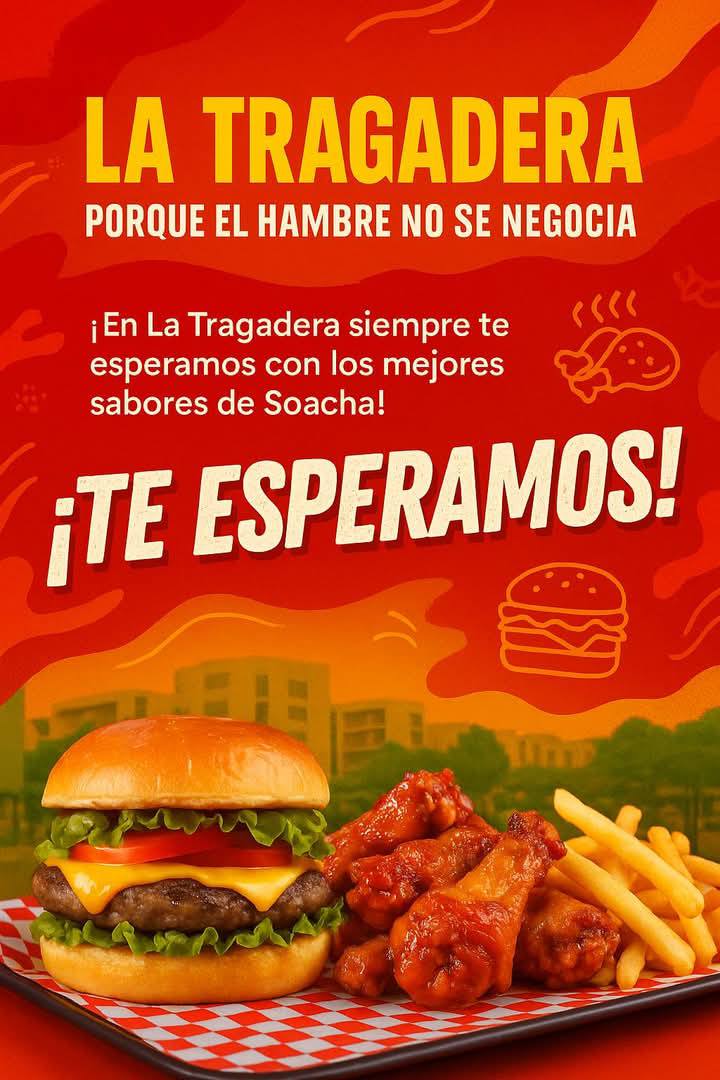 LA TRAGADERA
PORQUE EL HAMBRE NO SE NEGOCIA
¡En La Tragadera siempre te
esperamos con los mejores
sabores de Soacha!
¡TE ESPERAMOS!